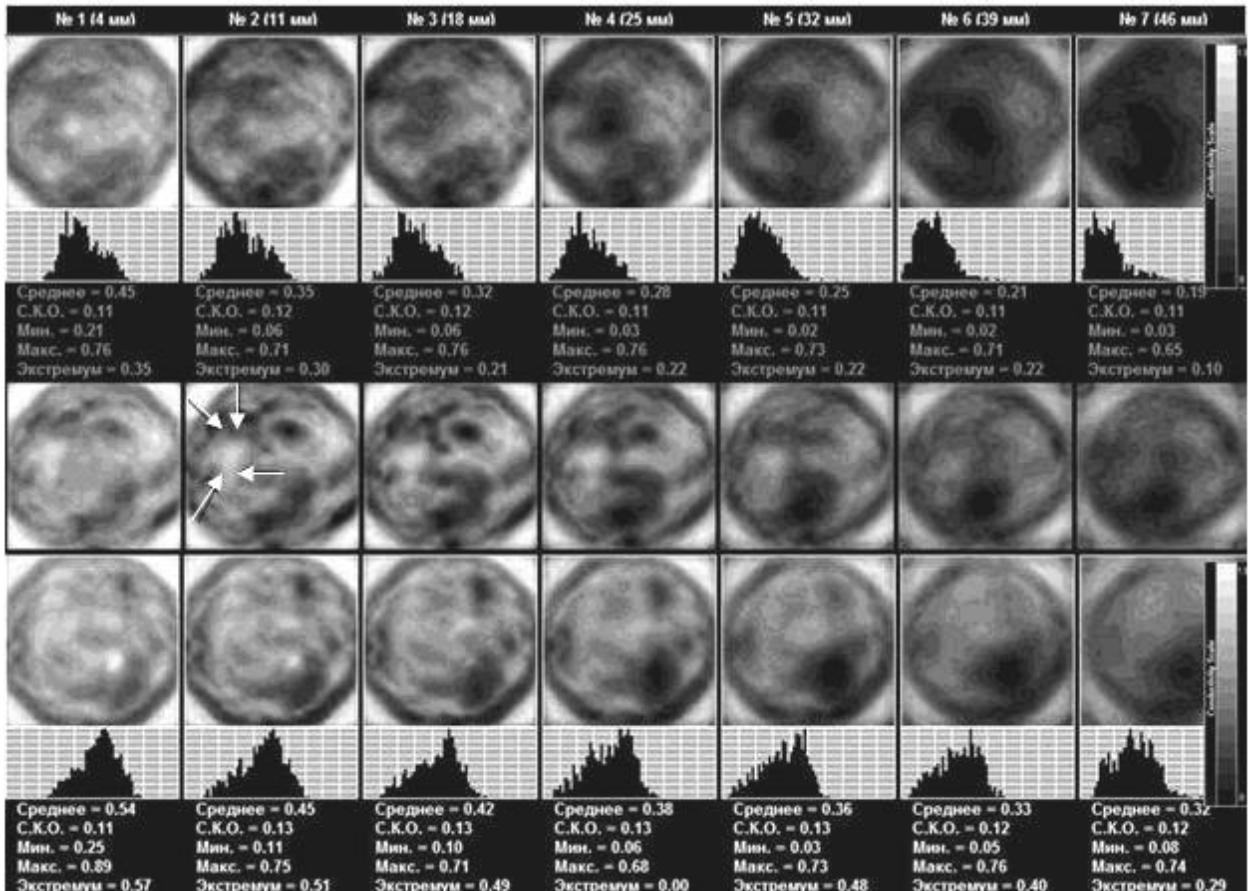 № 1 (4 мм) № 2 (11 мм) № 3 (18 мм) № 4 (25 мм) № 5 (32 мм) № 6 (39 мм) № 7 (46 мм)
Conductivity Scale
Среднее = 0.45 Среднее = 0.35 Среднее = 0.32 Среднее = 0.28 Среднее = 0.25 Среднее = 0.21 Среднее = 0.19
С.К.О. = 0.11 С.К.О. = 0.12 С.К.О. = 0.12 С.К.О. = 0.11 С.К.О. = 0.11 С.К.О. = 0.11 С.К.О. = 0.11
Мин. = 0.21 Мин. = 0.06 Мин. = 0.06 Мин. = 0.03 Мин. = 0.02 Мин. = 0.02 Мин. = 0.03
Макс. = 0.76 Макс. = 0.71 Макс. = 0.76 Макс. = 0.76 Макс. = 0.73 Макс. = 0.71 Макс. = 0.65
Экстремум = 0.35 Экстремум = 0.30 Экстремум = 0.21 Экстремум = 0.22 Экстремум = 0.22 Экстремум = 0.22 Экстремум = 0.10
Conductivity Scale
Среднее = 0.54 Среднее = 0.45 Среднее = 0.42 Среднее = 0.38 Среднее = 0.36 Среднее = 0.33 Среднее = 0.32
С.К.О. = 0.11 С.К.О. = 0.13 С.К.О. = 0.13 С.К.О. = 0.13 С.К.О. = 0.13 С.К.О. = 0.12 С.К.О. = 0.12
Мин. = 0.25 Мин. = 0.11 Мин. = 0.10 Мин. = 0.06 Мин. = 0.03 Мин. = 0.05 Мин. = 0.08
Макс. = 0.89 Макс. = 0.75 Макс. = 0.71 Макс. = 0.68 Макс. = 0.73 Макс. = 0.76 Макс. = 0.74
Экстремум = 0.57 Экстремум = 0.51 Экстремум = 0.49 Экстремум = 0.00 Экстремум = 0.48 Экстремум = 0.40 Экстремум = 0.29